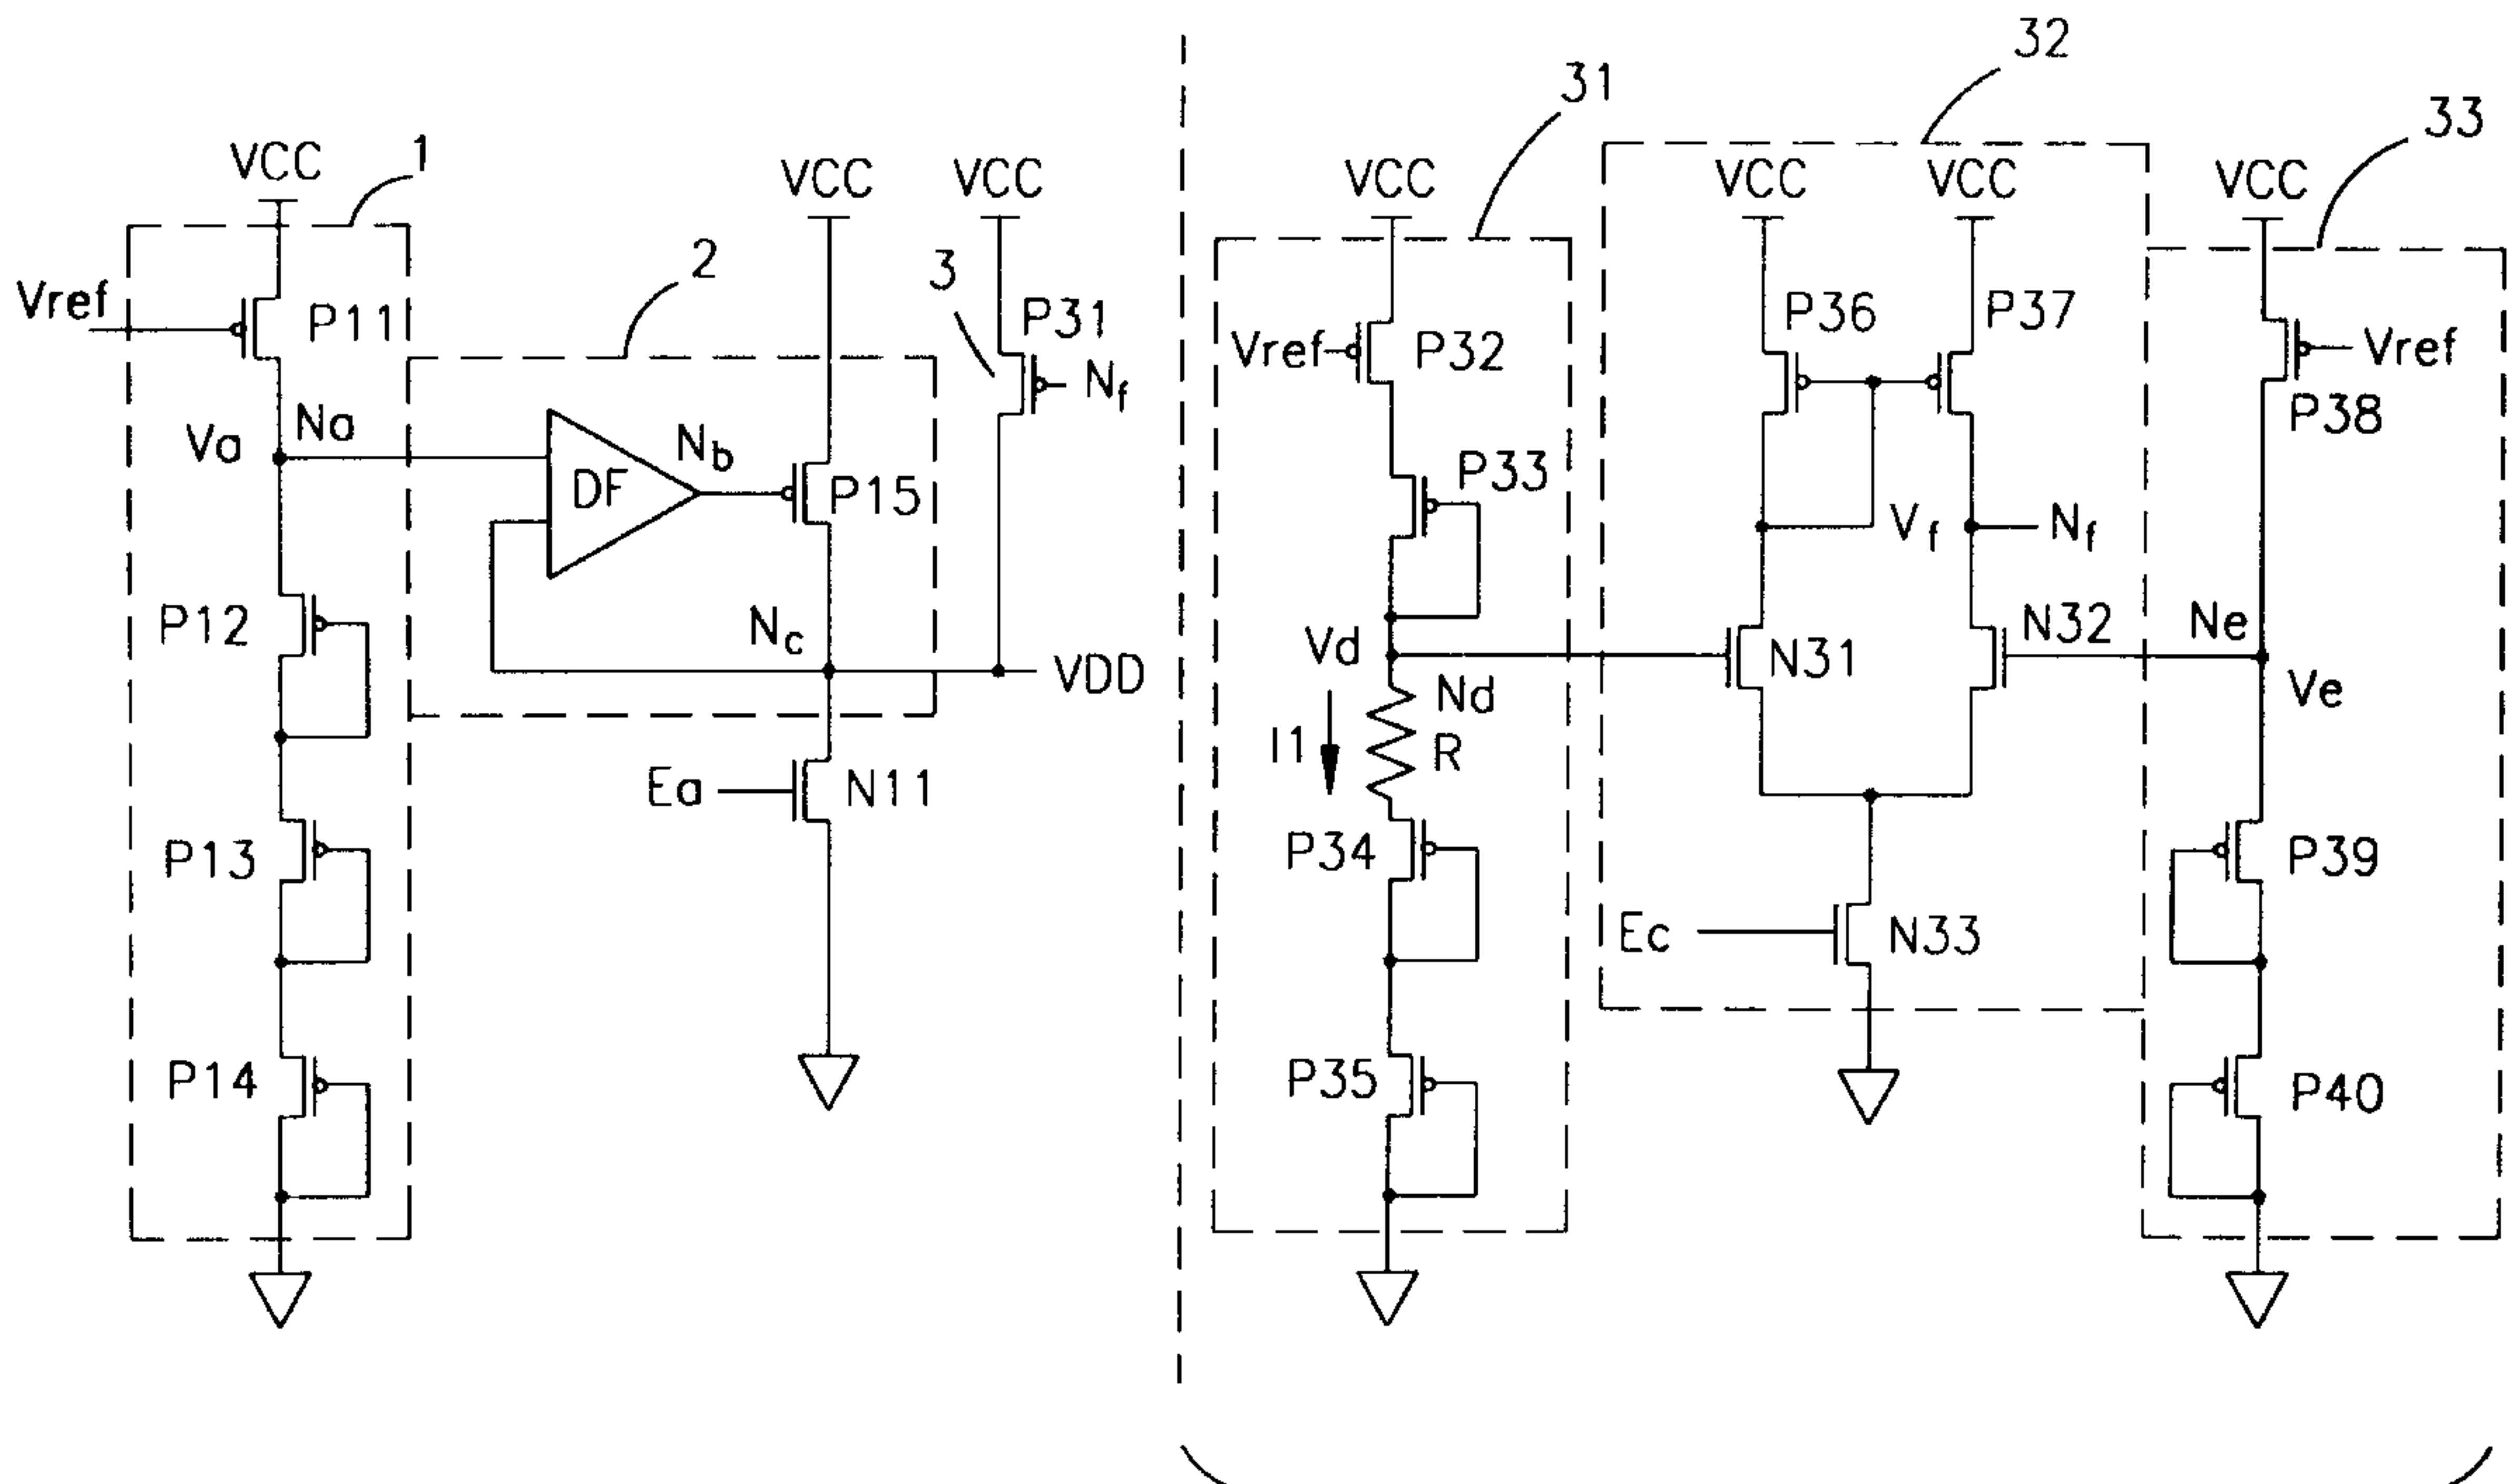 32
31
33
1
VCC
VCC
VCC
VCC
VCC
VCC
VCC
2
3
Vref
P11
P31
Nf
Vref
P32
P36
P37
Vref
P38
Va
Na
Nb
DF
P15
P33
Vf
Nf
P12
Nc
VDD
Vd
Nd
N31
N32
Ne
Ve
I1
R
Ea
N11
P13
P34
P39
Ec
N33
P14
P35
P40